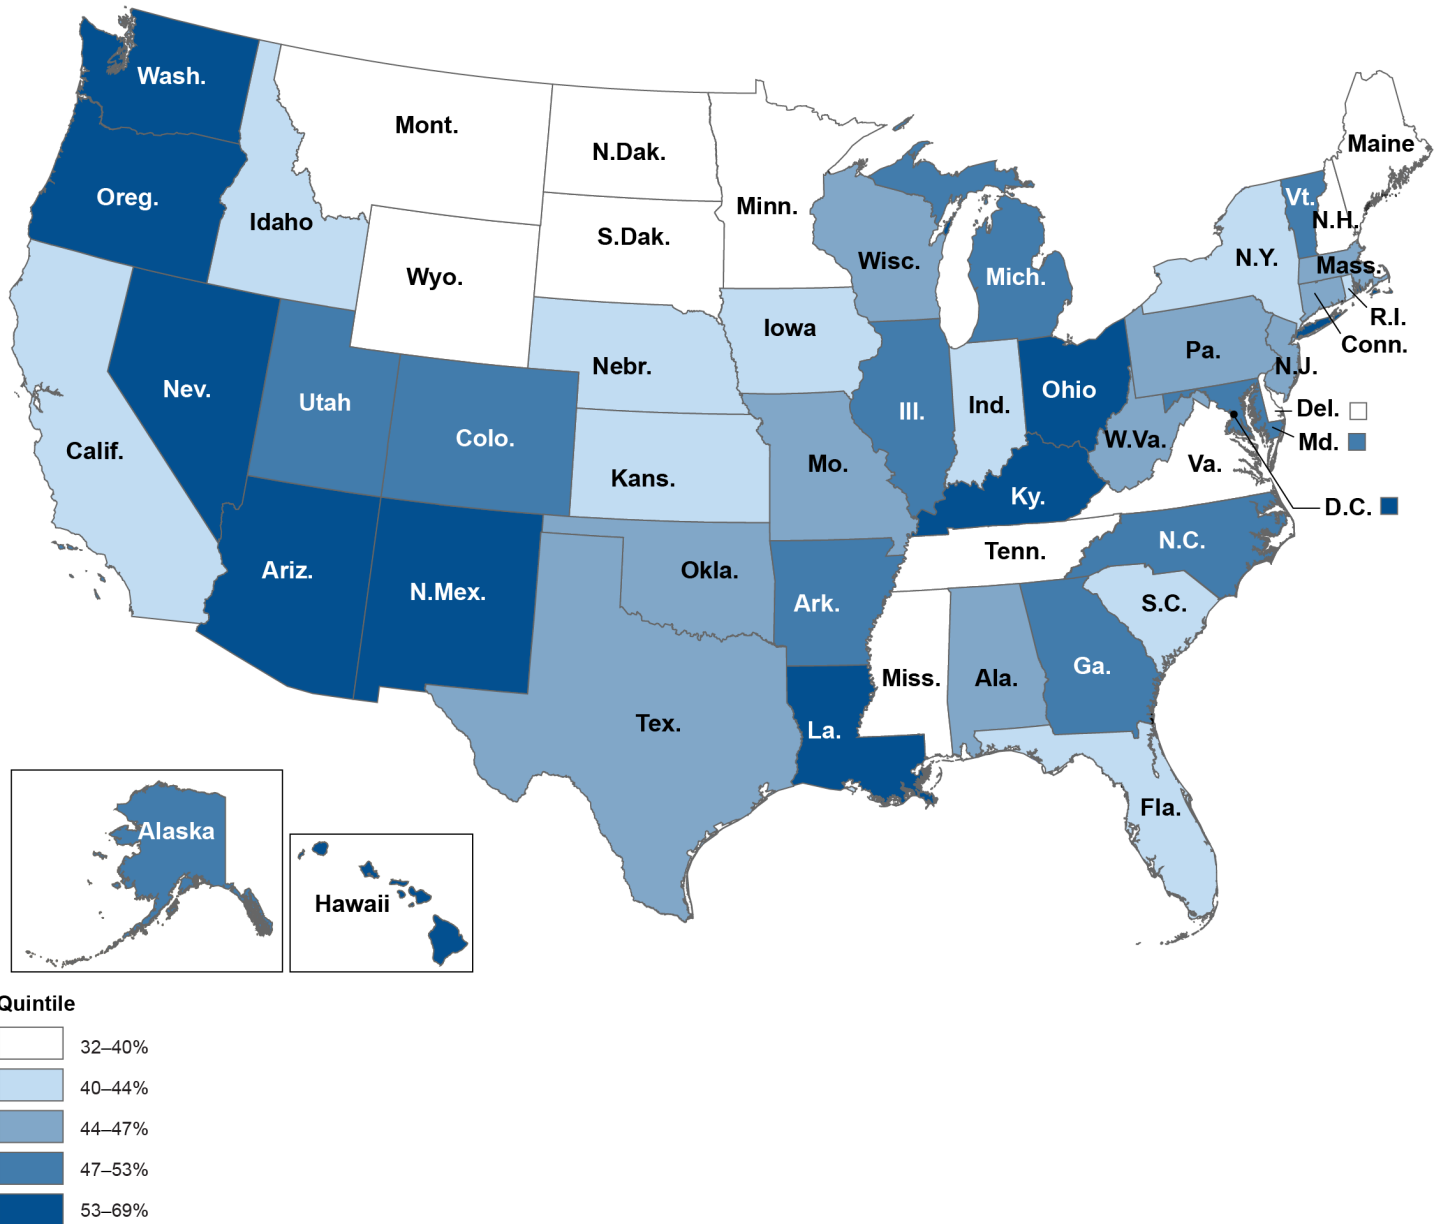 Wash.
Mont.
N.Dak.
Minn.
Maine
Oreg.
Idaho
Wyo.
S.Dak.
Wisc.
Mich.
Vt.
N.H.
N.Y.
Mass.
R.I.
Conn.
Iowa
Nebr.
Pa.
N.J.
Nev.
Utah
Colo.
Ill.
Ind.
Ohio
Del.
Md.
W.Va.
Va.
D.C.
Calif.
Kans.
Mo.
Ky.
Ariz.
N.Mex.
Okla.
Ark.
Tenn.
N.C.
S.C.
Tex.
La.
Miss.
Ala.
Ga.
Fla.
Alaska
Hawaii
Quintile
32–40%
40–44%
44–47%
47–53%
53–69%